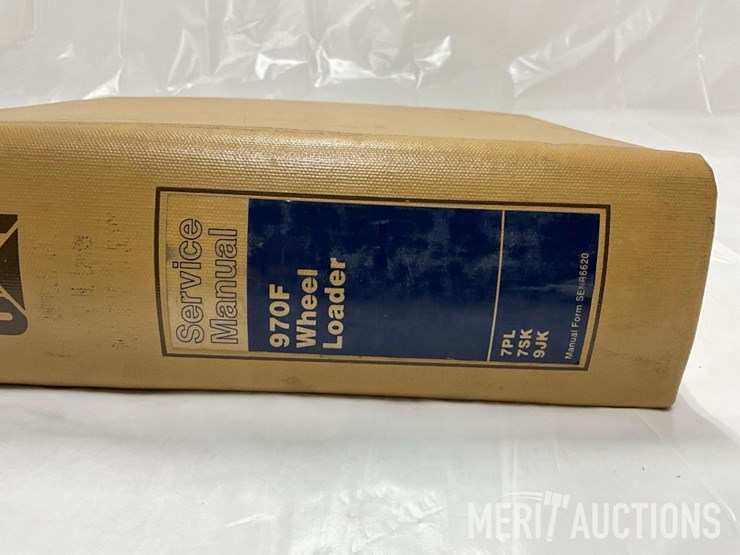 Service
Manual
970F
Wheel
Loader
7PL
7SK
9JK
Manual Form SENR6620
MERIT AUCTIONS